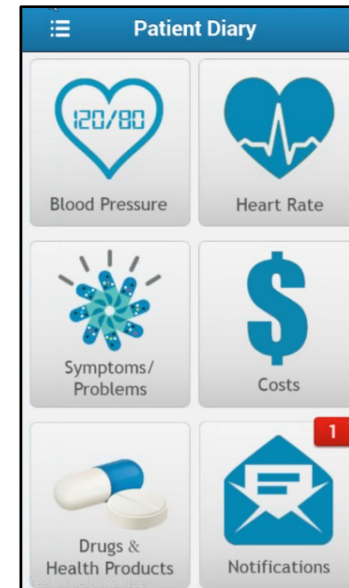 Patient Diary
120/80
Blood Pressure
Heart Rate
Symptoms/
Problems
$
Costs
1
Drugs &
Health Products
Notifications